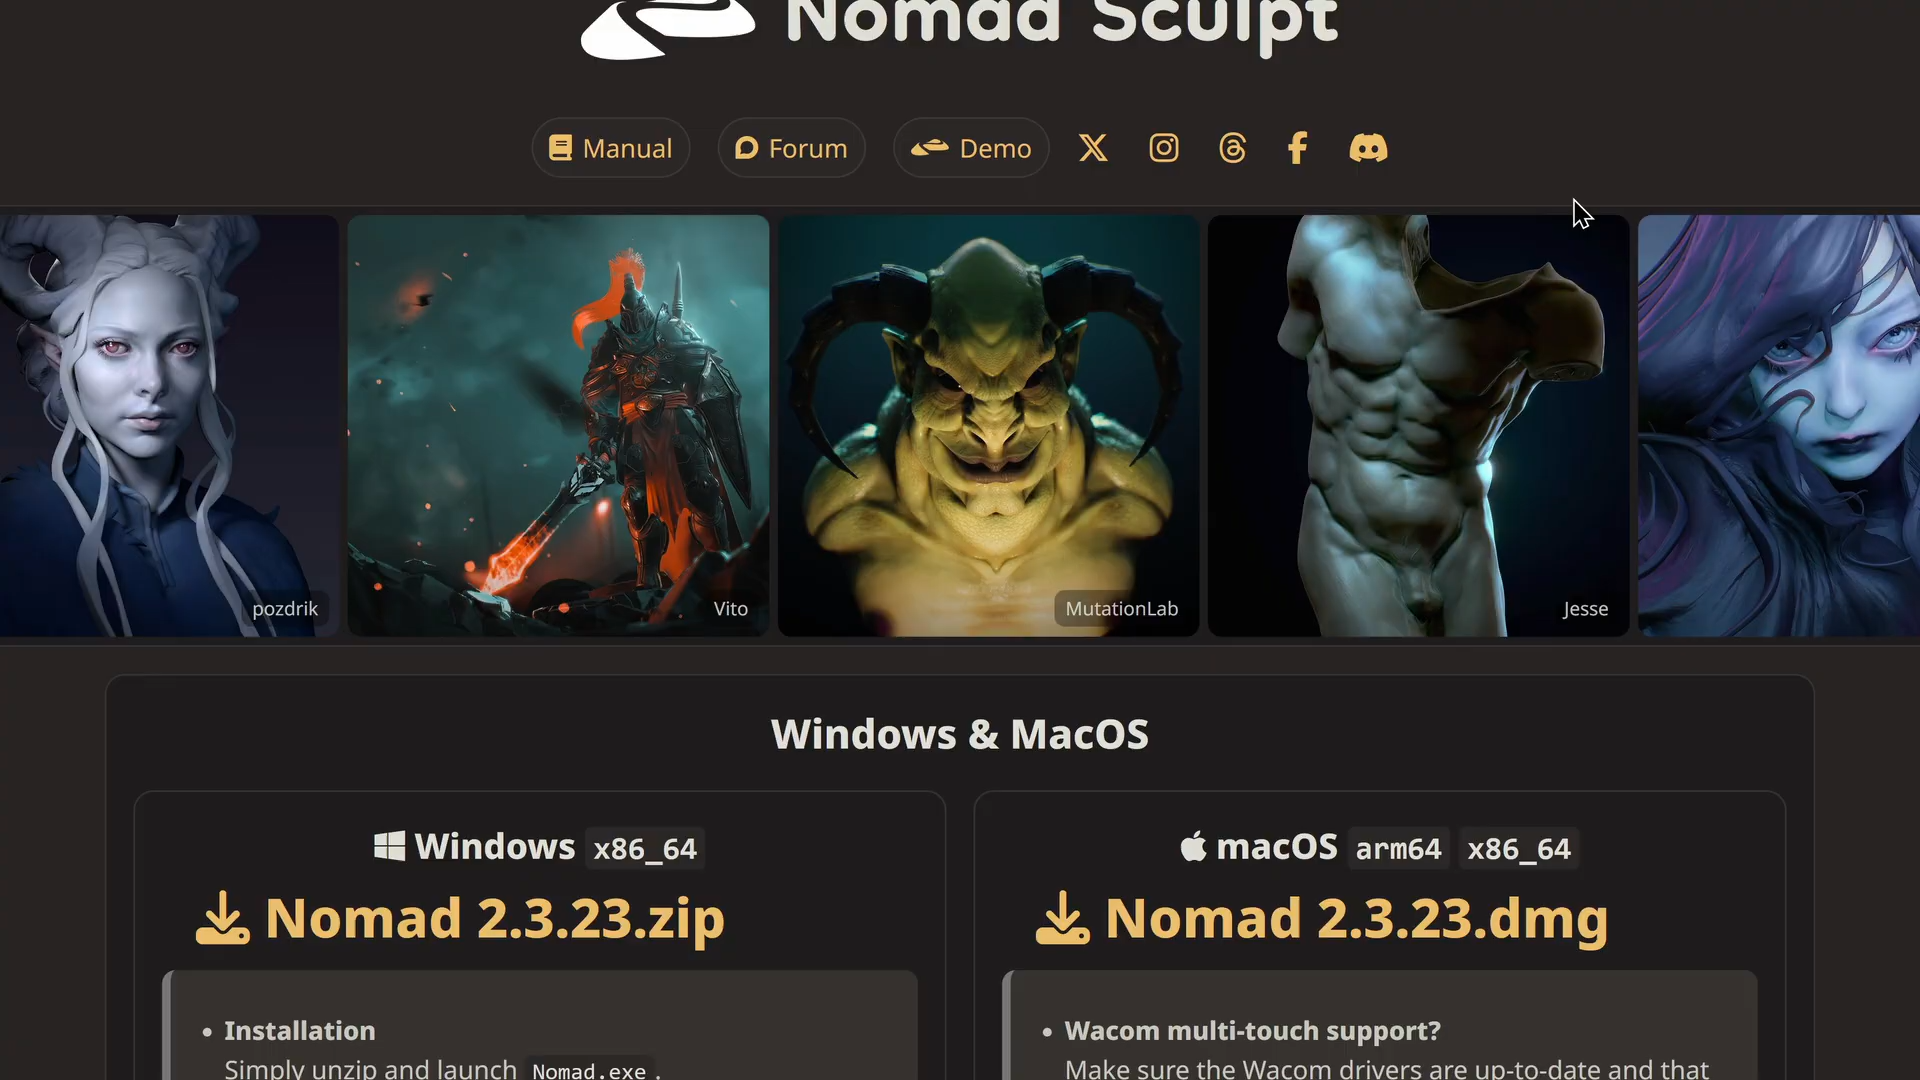 Nomad Sculpt
Manual
Forum
Demo
pozdrik
Vito
MutationLab
Jesse
Windows & MacOS
Windows x86_64
Nomad 2.3.23.zip
Installation
Simply unzip and launch Nomad.exe.
macOS arm64 x86_64
Nomad 2.3.23.dmg
Wacom multi-touch support?
Make sure the Wacom drivers are up-to-date and that